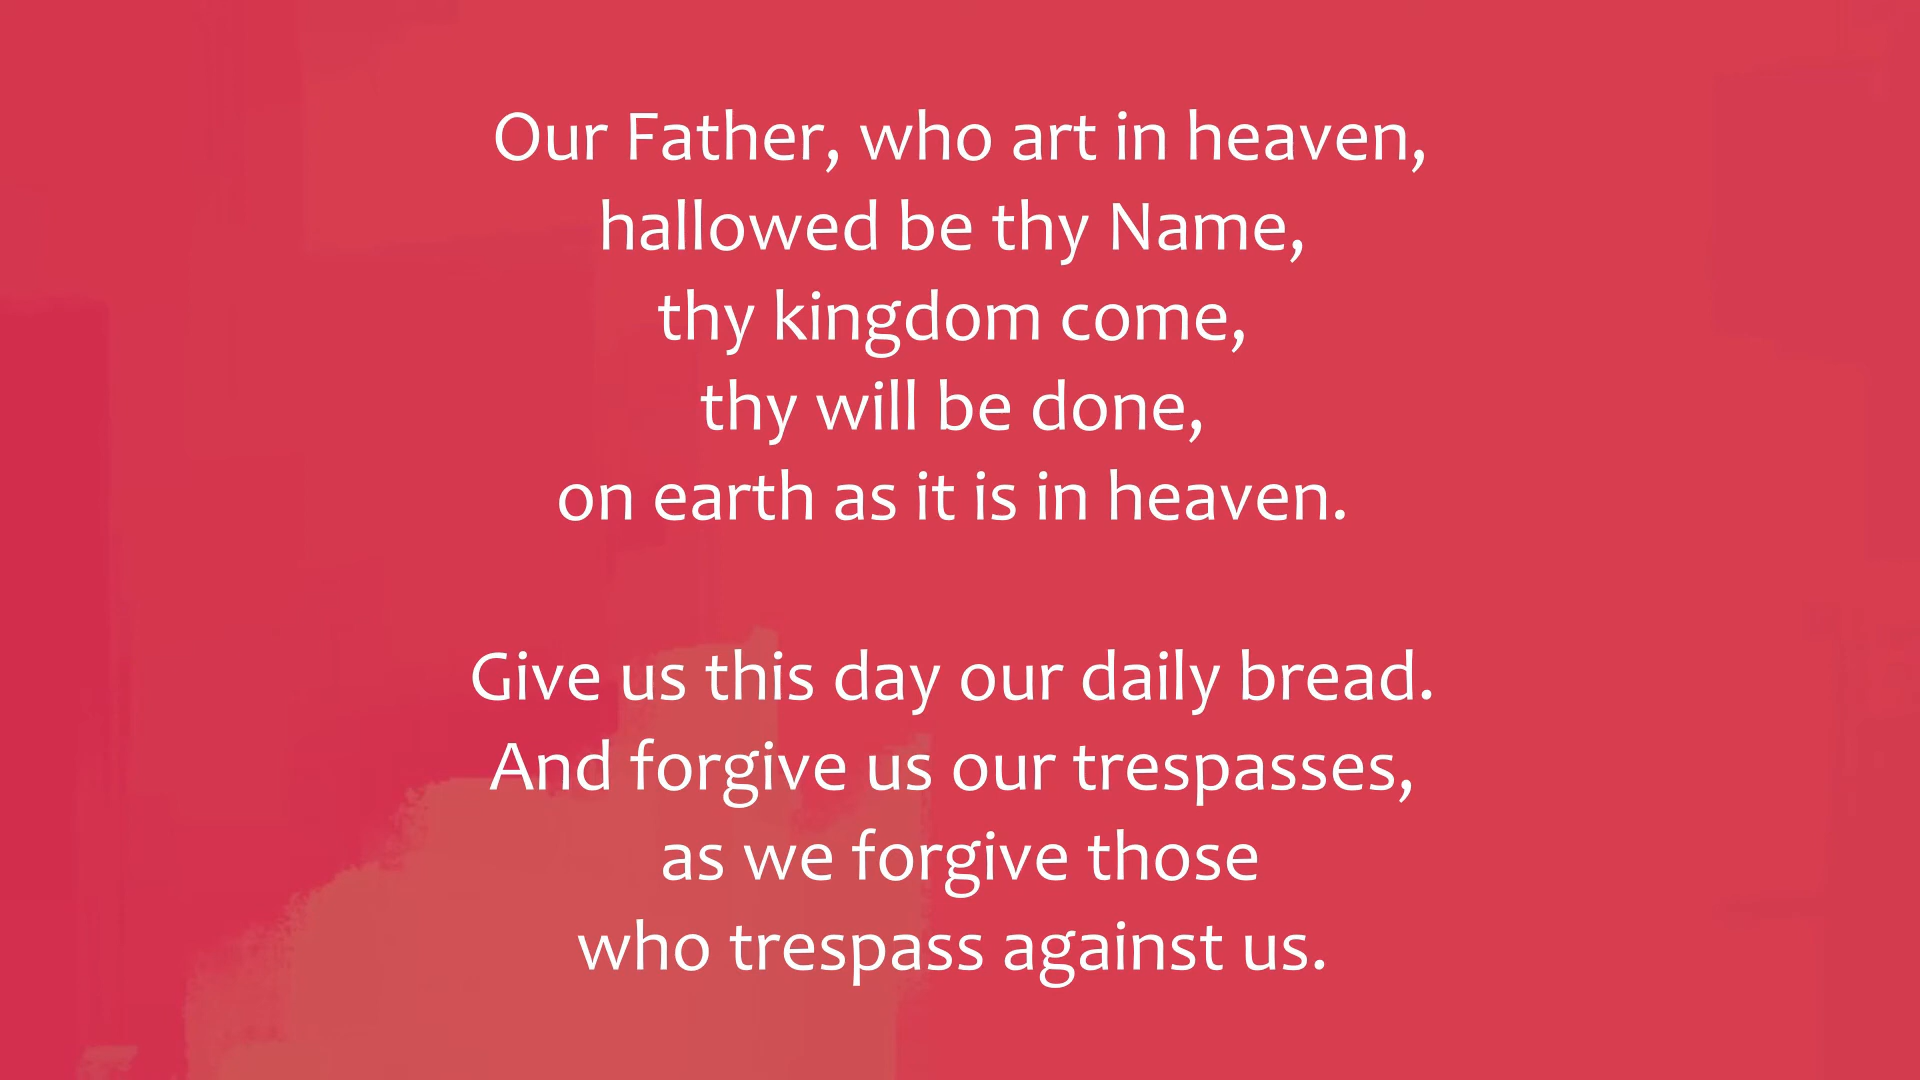 Our Father, who art in heaven,
hallowed be thy Name,
thy kingdom come,
thy will be done,
on earth as it is in heaven.
Give us this day our daily bread.
And forgive us our trespasses,
as we forgive those
who trespass against us.